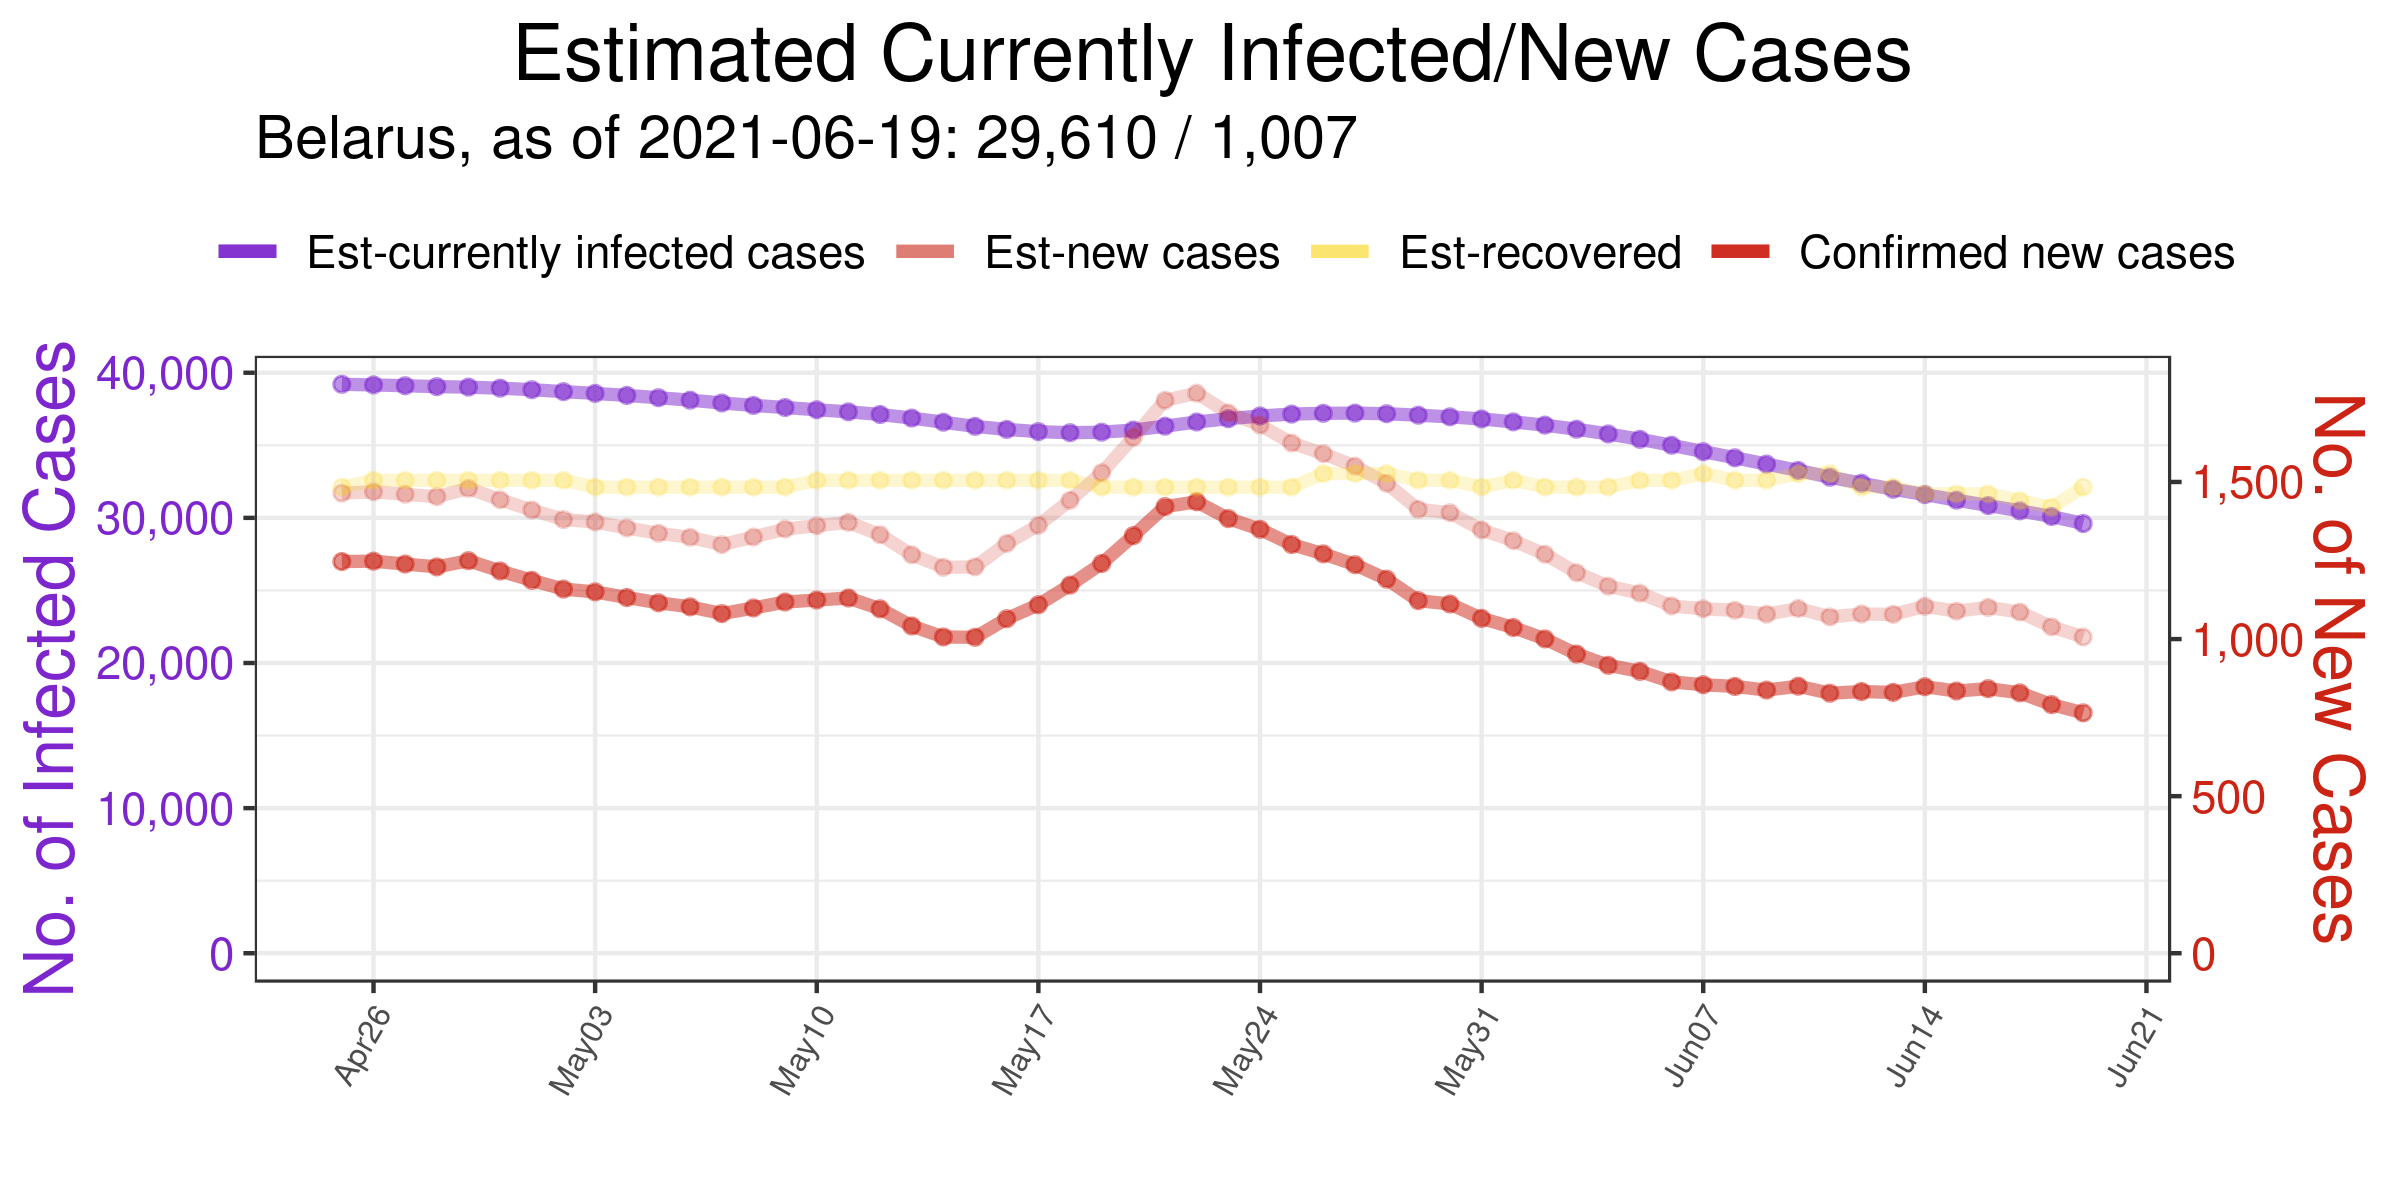 Estimated Currently Infected/New Cases
Belarus, as of 2021-06-19: 29,610 / 1,007
Est-currently infected cases Est-new cases Est-recovered Confirmed new cases
No. of Infected Cases
40,000
30,000
20,000
10,000
0
1,500
1,000
500
0
No. of New Cases
Apr26 May03 May10 May17 May24 May31 Jun07 Jun14 Jun21